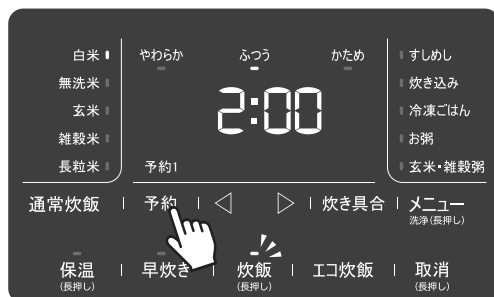 白米 やわらか ふつう かため すしめし
無洗米 炊き込み
玄米 2:00 冷凍ごはん
雑穀米 お粥
長粒米 予約1 玄米・雑穀粥
通常炊飯 予約 ◁ ▷ 炊き具合 メニュー
洗浄(長押し)
保温 早炊き 炊飯 エコ炊飯 取消
(長押し) (長押し) (長押し)